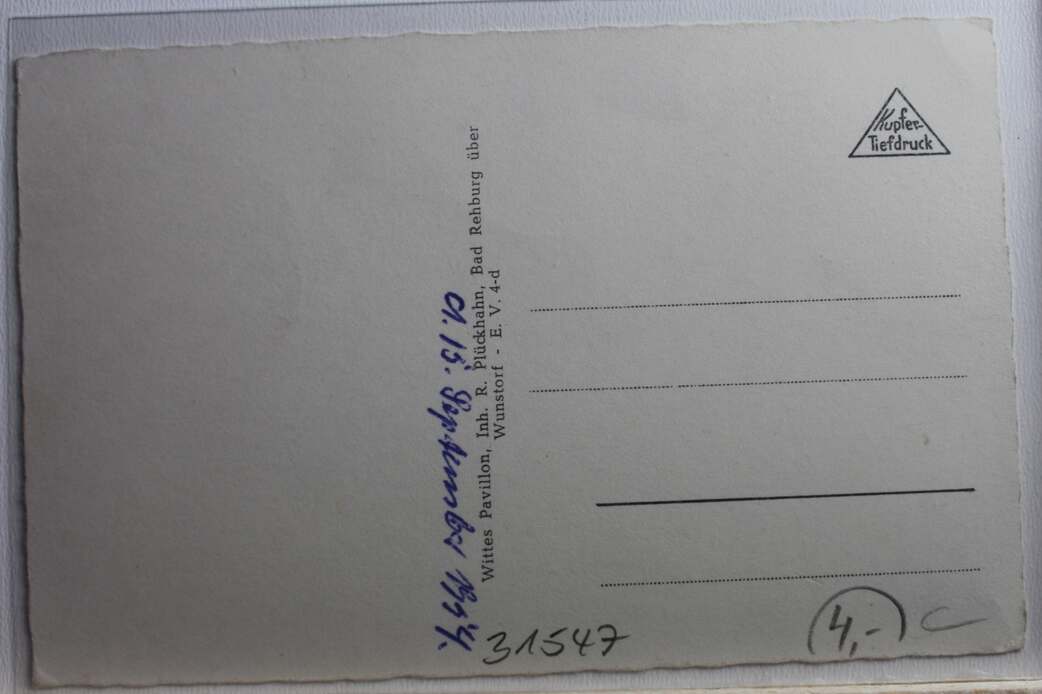 Kupfer-
Tiefdruck
Wittes Pavillon, Inh. R. Plückhahn, Bad Rehburg über
Wunstorf - E. V. 4-d
15. September 1954.
31547
4,-